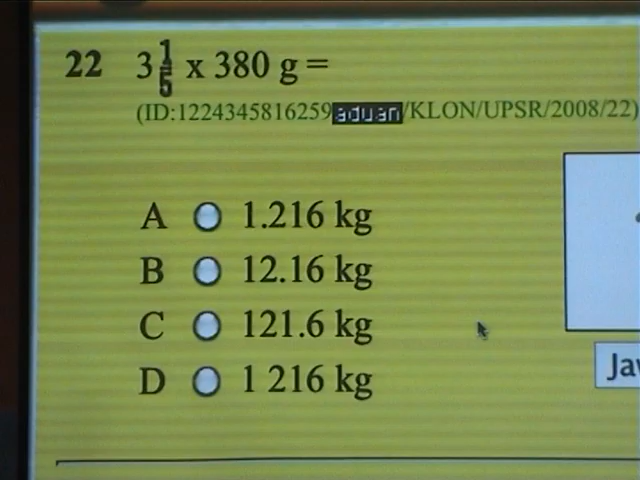 22 3 1/5 x 380 g =
(ID:1224345816259aduan/KLON/UPSR/2008/22)
A 1.216 kg
B 12.16 kg
C 121.6 kg
D 1 216 kg